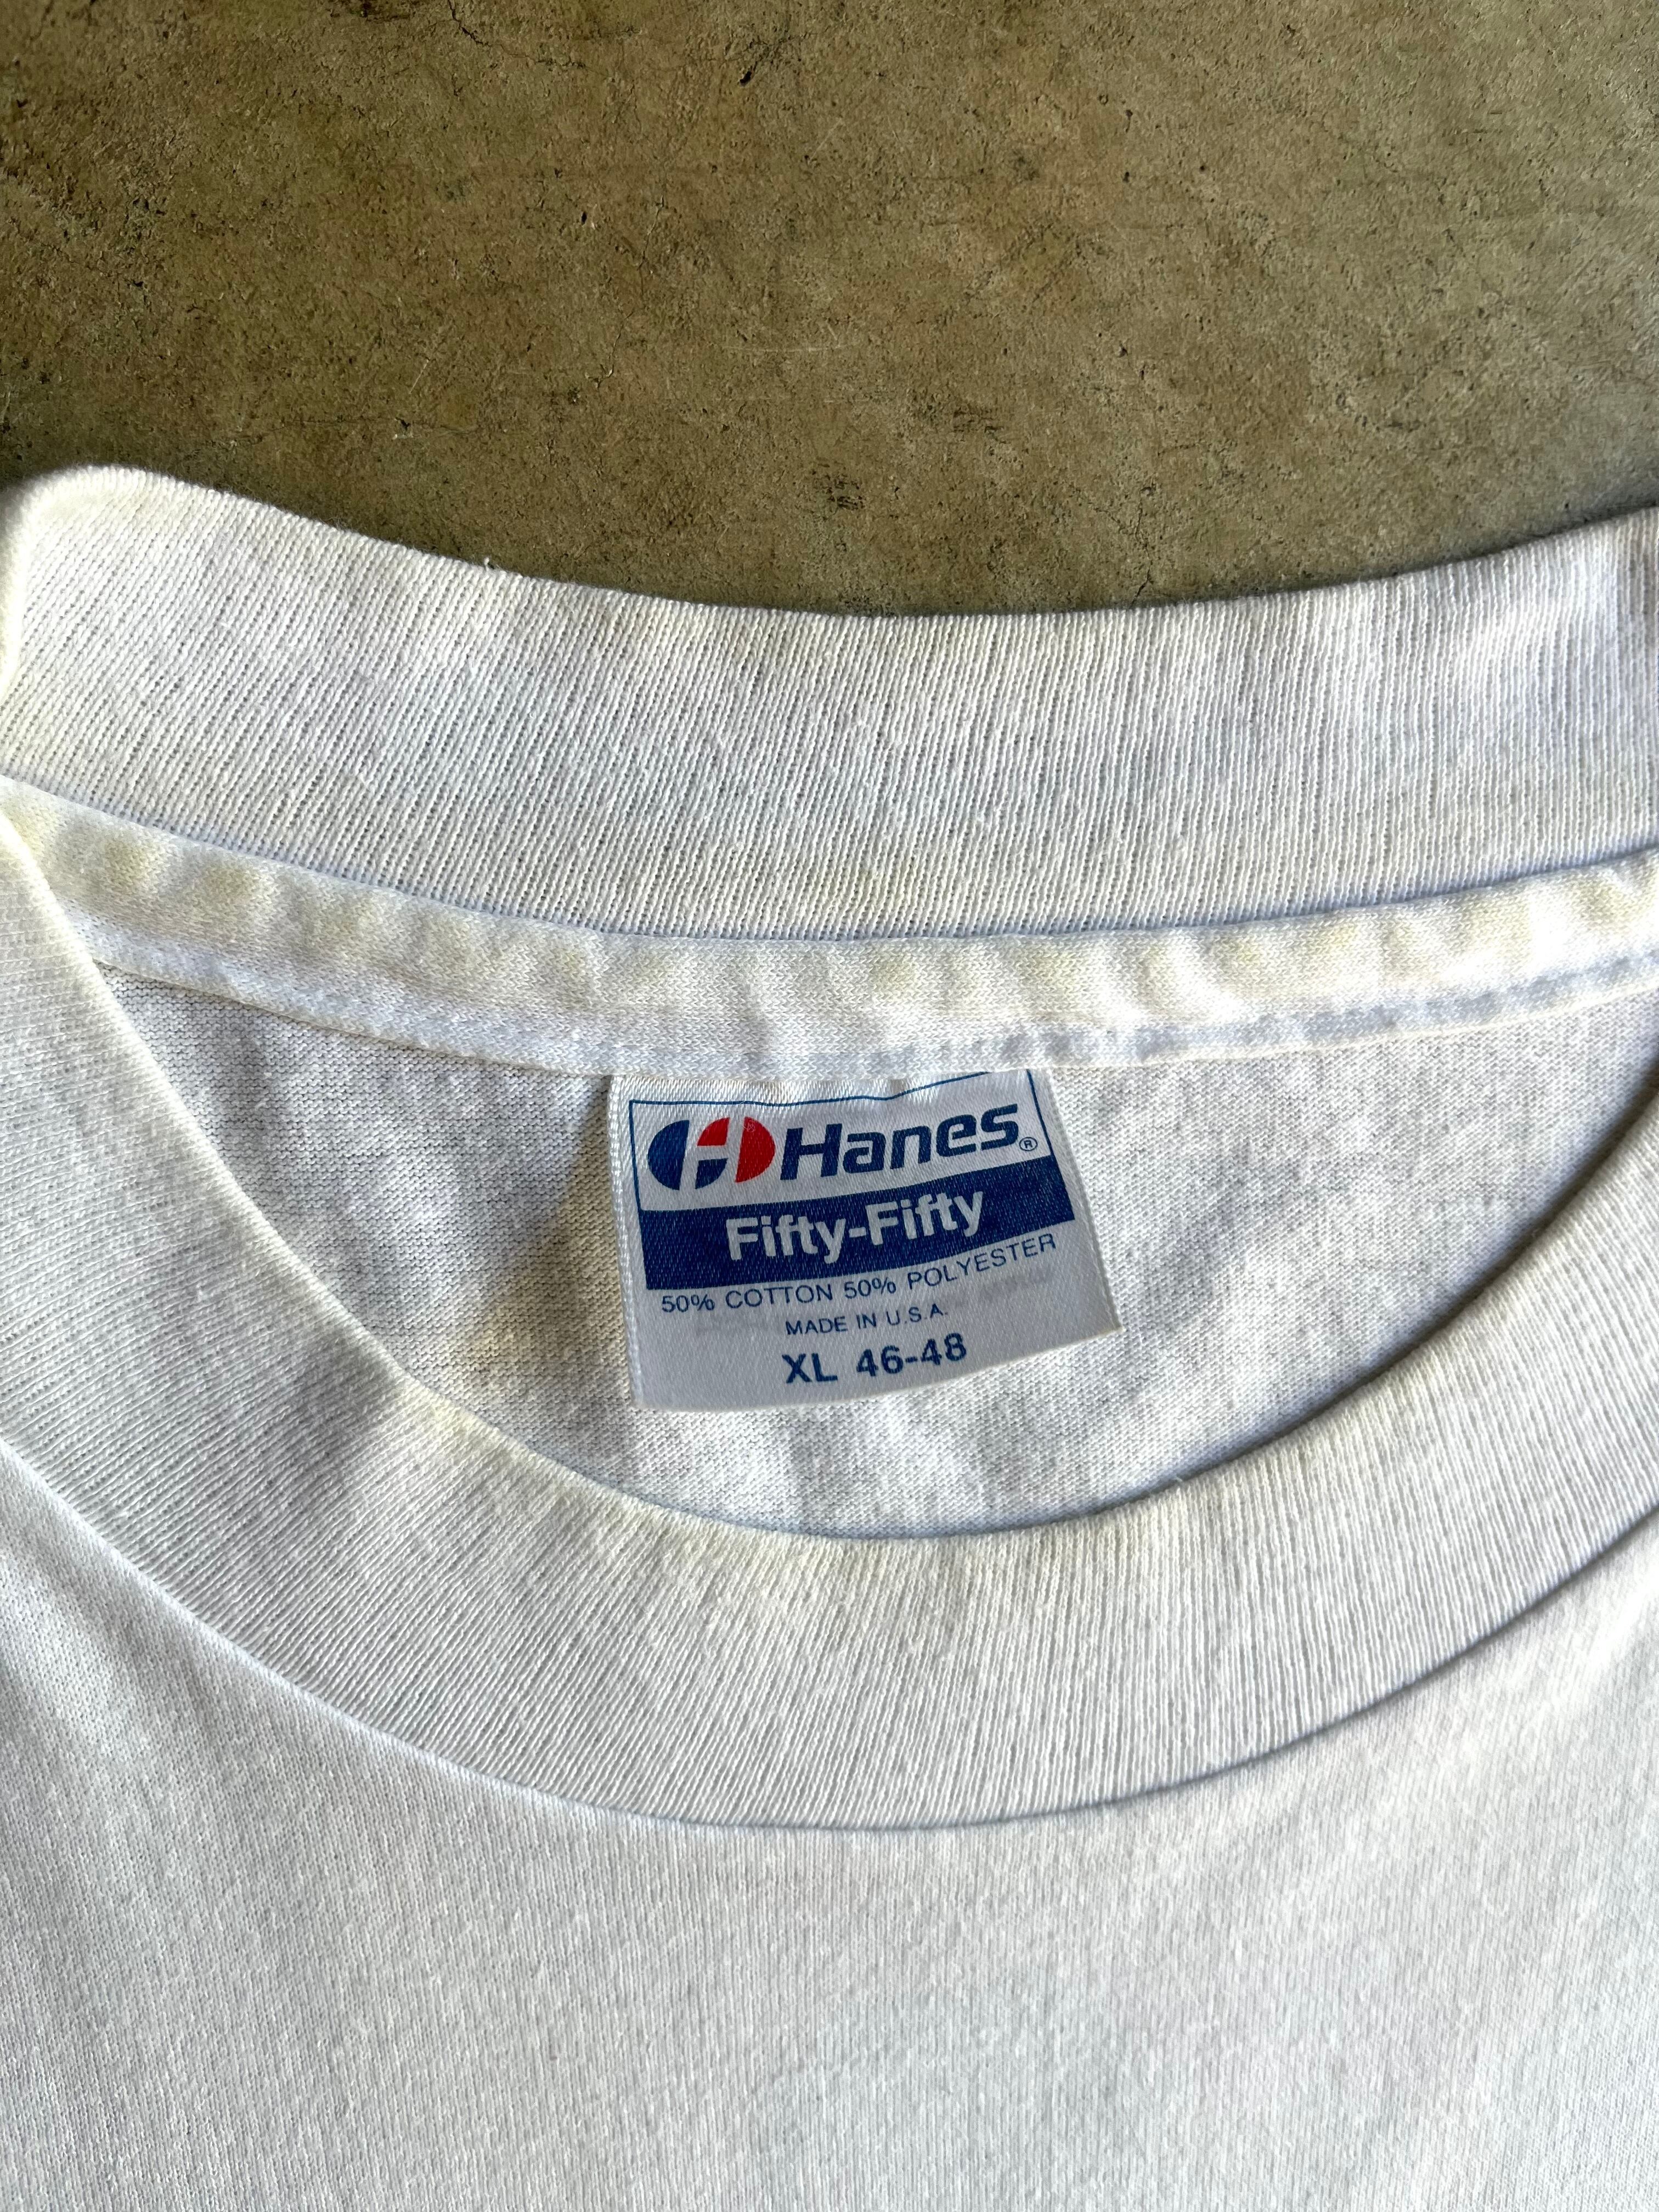 Hanes®
Fifty-Fifty
50% COTTON 50% POLYESTER
MADE IN U.S.A.
XL 46-48